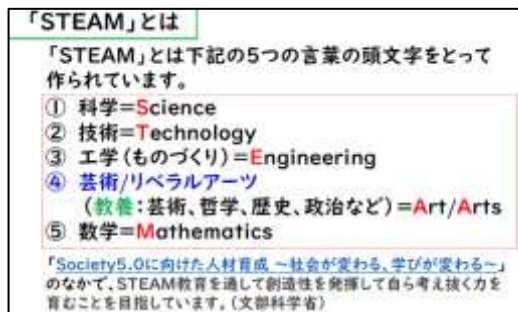 「STEAM」とは
「STEAM」とは下記の5つの言葉の頭文字をとって
作られています。
① 科学=Science
② 技術=Technology
③ 工学(ものづくり)=Engineering
④ 芸術/リベラルアーツ
(教養:芸術、哲学、歴史、政治など)=Art/Arts
⑤ 数学=Mathematics
「Society5.0に向けた人材育成 ~社会が変わる、学びが変わる~」
のなかで、STEAM教育を通して創造性を発揮して自ら考え抜く力を
育むことを目指しています。(文部科学省)